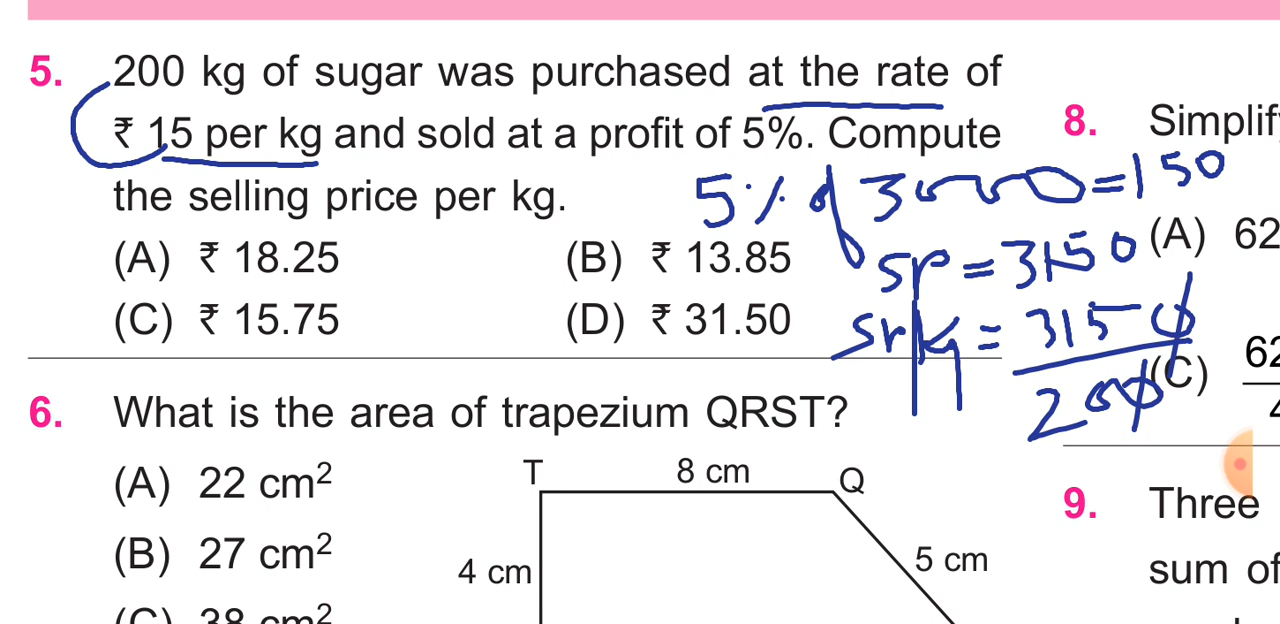 5. 200 kg of sugar was purchased at the rate of
₹ 15 per kg and sold at a profit of 5%. Compute
the selling price per kg.
(A) ₹ 18.25 (B) ₹ 13.85
(C) ₹ 15.75 (D) ₹ 31.50
5% of 3000=150
SP=3150
SP/kg = 3150
200
6. What is the area of trapezium QRST?
(A) 22 cm²
(B) 27 cm²
(C) 38 cm²
T 8 cm Q
4 cm 5 cm
8. Simplify
(A) 62
(C) 62
9. Three
sum of